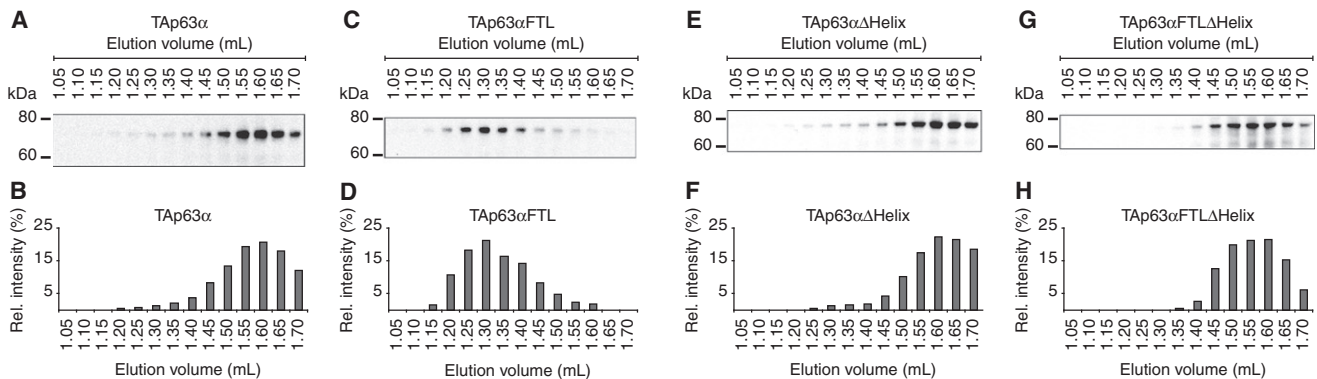 A
TAp63α
Elution volume (mL)
1.05 1.10 1.15 1.20 1.25 1.30 1.35 1.40 1.45 1.50 1.55 1.60 1.65 1.70
kDa
80
60
C
TAp63αFTL
Elution volume (mL)
1.05 1.10 1.15 1.20 1.25 1.30 1.35 1.40 1.45 1.50 1.55 1.60 1.65 1.70
kDa
80
60
E
TAp63αΔHelix
Elution volume (mL)
1.05 1.10 1.15 1.20 1.25 1.30 1.35 1.40 1.45 1.50 1.55 1.60 1.65 1.70
kDa
80
60
G
TAp63αFTLΔHelix
Elution volume (mL)
1.05 1.10 1.15 1.20 1.25 1.30 1.35 1.40 1.45 1.50 1.55 1.60 1.65 1.70
kDa
80
60
B
TAp63α
Rel. intensity (%)
25
15
5
1.05 1.10 1.15 1.20 1.25 1.30 1.35 1.40 1.45 1.50 1.55 1.60 1.65 1.70
Elution volume (mL)
D
TAp63αFTL
Rel. intensity (%)
25
15
5
1.05 1.10 1.15 1.20 1.25 1.30 1.35 1.40 1.45 1.50 1.55 1.60 1.65 1.70
Elution volume (mL)
F
TAp63αΔHelix
Rel. intensity (%)
25
15
5
1.05 1.10 1.15 1.20 1.25 1.30 1.35 1.40 1.45 1.50 1.55 1.60 1.65 1.70
Elution volume (mL)
H
TAp63αFTLΔHelix
Rel. intensity (%)
25
15
5
1.05 1.10 1.15 1.20 1.25 1.30 1.35 1.40 1.45 1.50 1.55 1.60 1.65 1.70
Elution volume (mL)